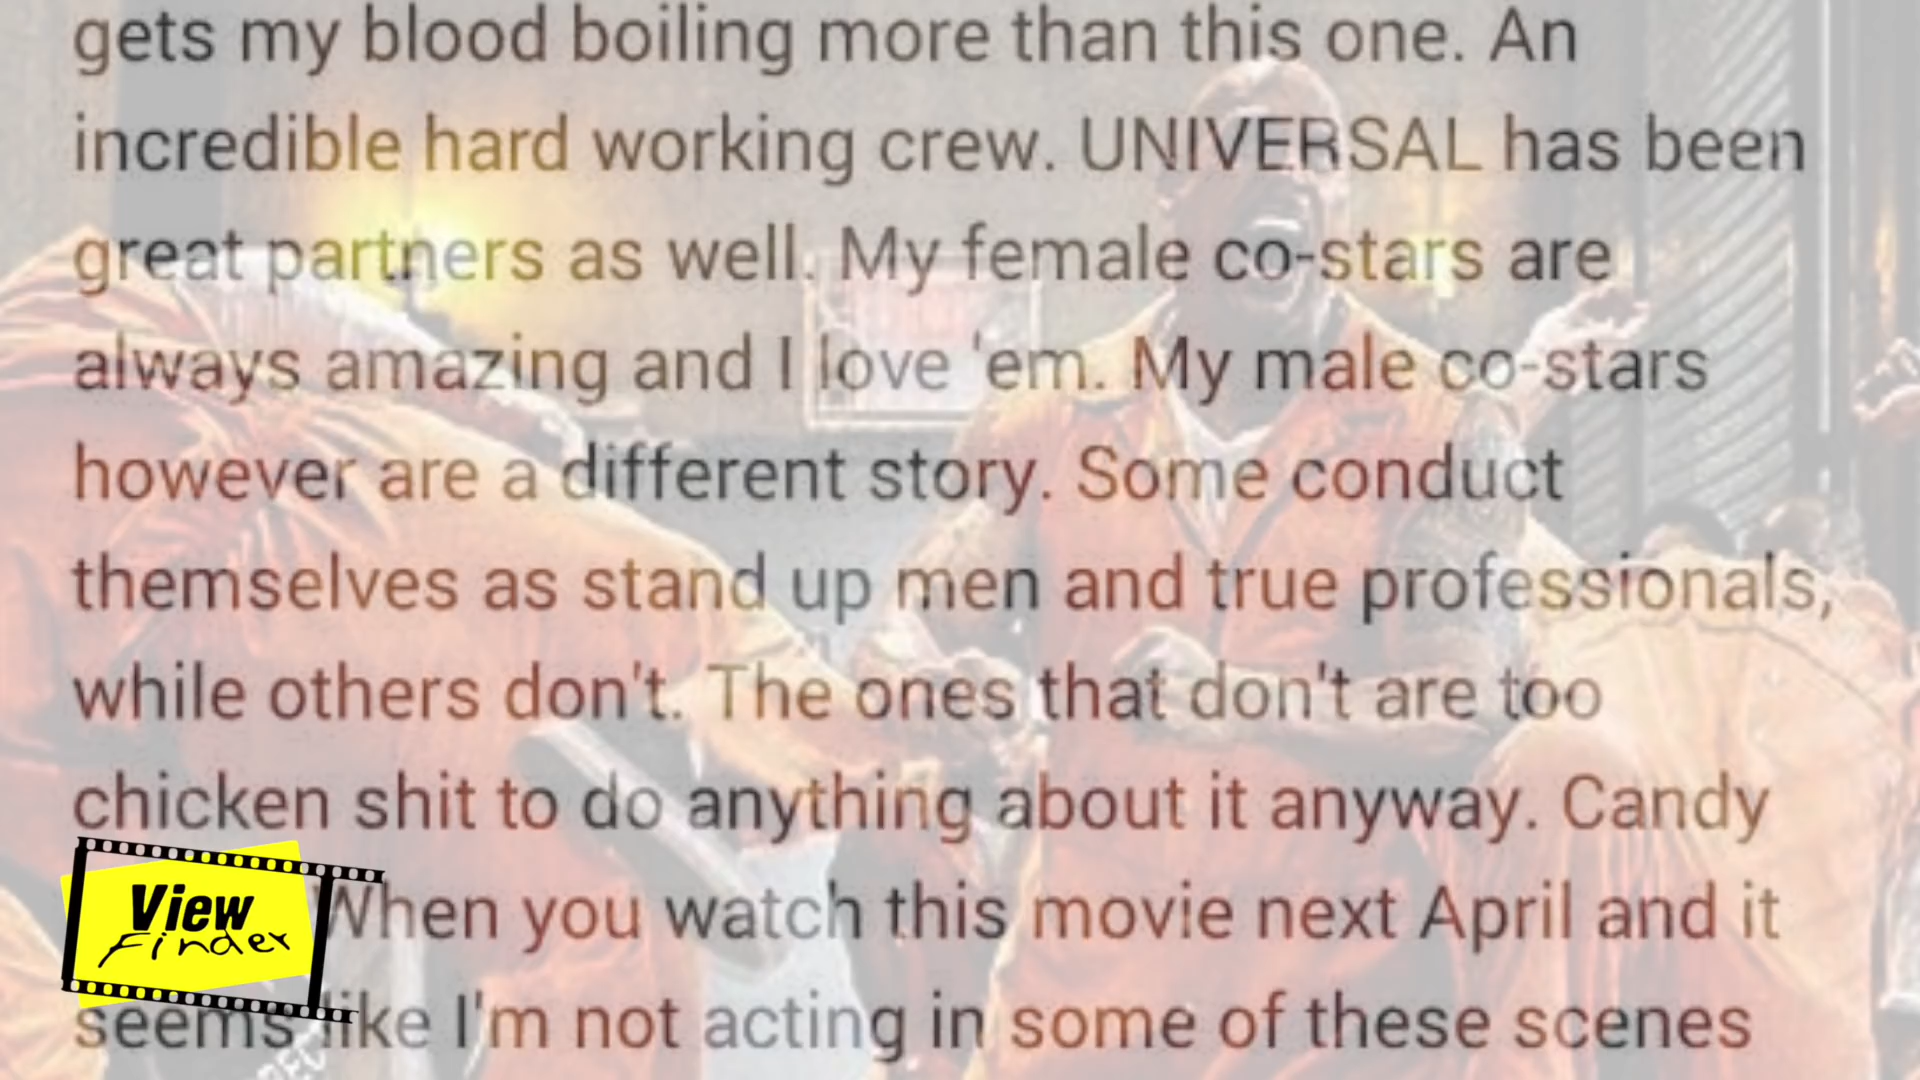 gets my blood boiling more than this one. An
incredible hard working crew. UNIVERSAL has been
great partners as well. My female co-stars are
always amazing and I love 'em. My male co-stars
however are a different story. Some conduct
themselves as stand up men and true professionals,
while others don't. The ones that don't are too
chicken shit to do anything about it anyway. Candy
When you watch this movie next April and it
seems like I'm not acting in some of these scenes
View
Finder